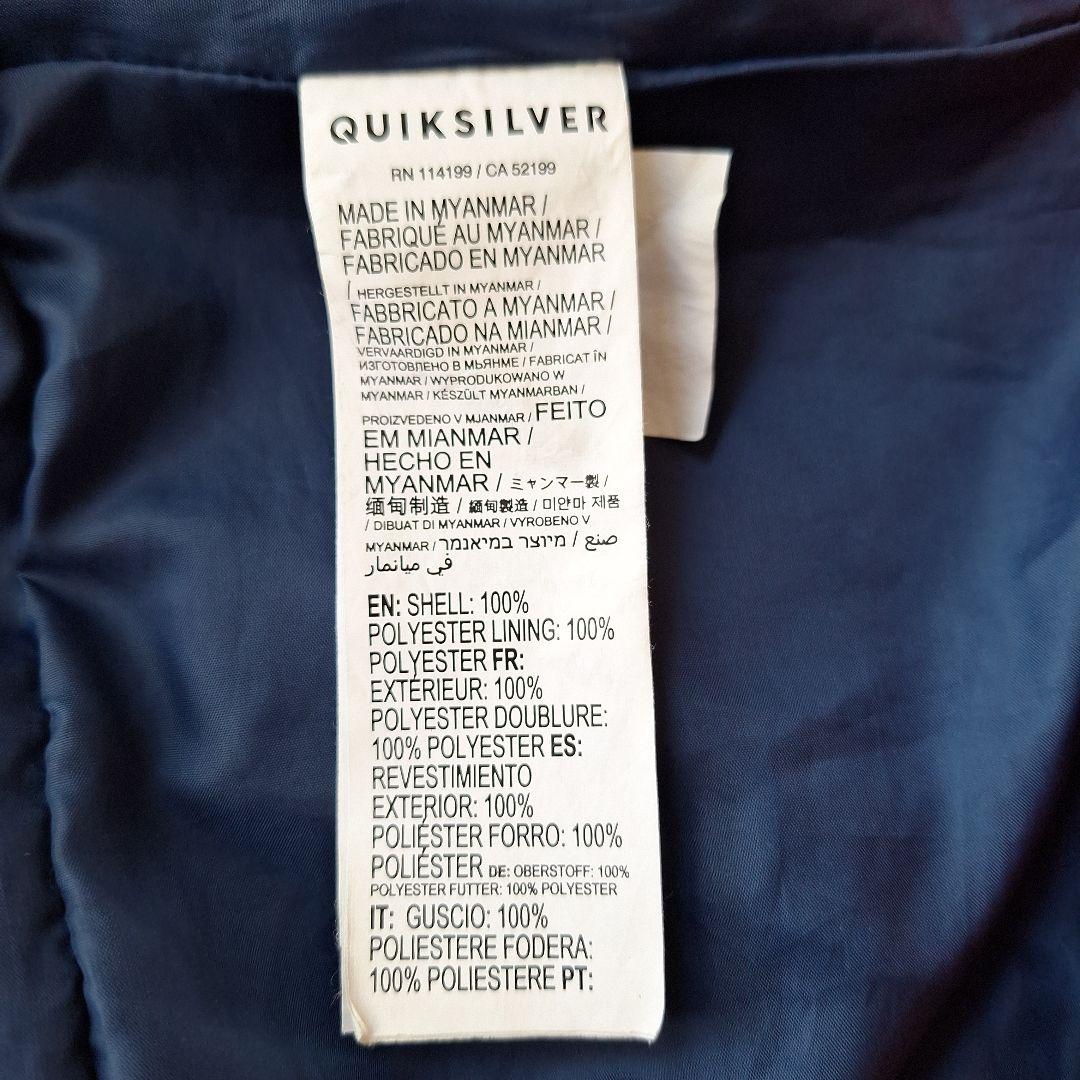 QUIKSILVER
RN 114199 / CA 52199
MADE IN MYANMAR /
FABRIQUÉ AU MYANMAR /
FABRICADO EN MYANMAR
/ HERGESTELLT IN MYANMAR /
FABBRICATO A MYANMAR /
FABRICADO NA MIANMAR /
VERVAARDIGD IN MYANMAR /
ИЗГОТОВЛЕНО В МЬЯНМЕ / FABRICAT ÎN
MYANMAR / WYPRODUKOWANO W
MYANMAR / KÉSZÜLT MYANMARBAN /
PROIZVEDENO V MJANMAR / FEITO
EM MIANMAR /
HECHO EN
MYANMAR / ミャンマー製 /
缅甸制造 / 緬甸製造 / 미얀마 제품
/ DIBUAT DI MYANMAR / VYROBENO V
MYANMAR / מיוצר במיאנמר / صنع
في ميانمار
EN: SHELL: 100%
POLYESTER LINING: 100%
POLYESTER FR:
EXTÉRIEUR: 100%
POLYESTER DOUBLURE:
100% POLYESTER ES:
REVESTIMIENTO
EXTERIOR: 100%
POLIÉSTER FORRO: 100%
POLIÉSTER DE: OBERSTOFF: 100%
POLYESTER FUTTER: 100% POLYESTER
IT: GUSCIO: 100%
POLIESTERE FODERA:
100% POLIESTERE PT: